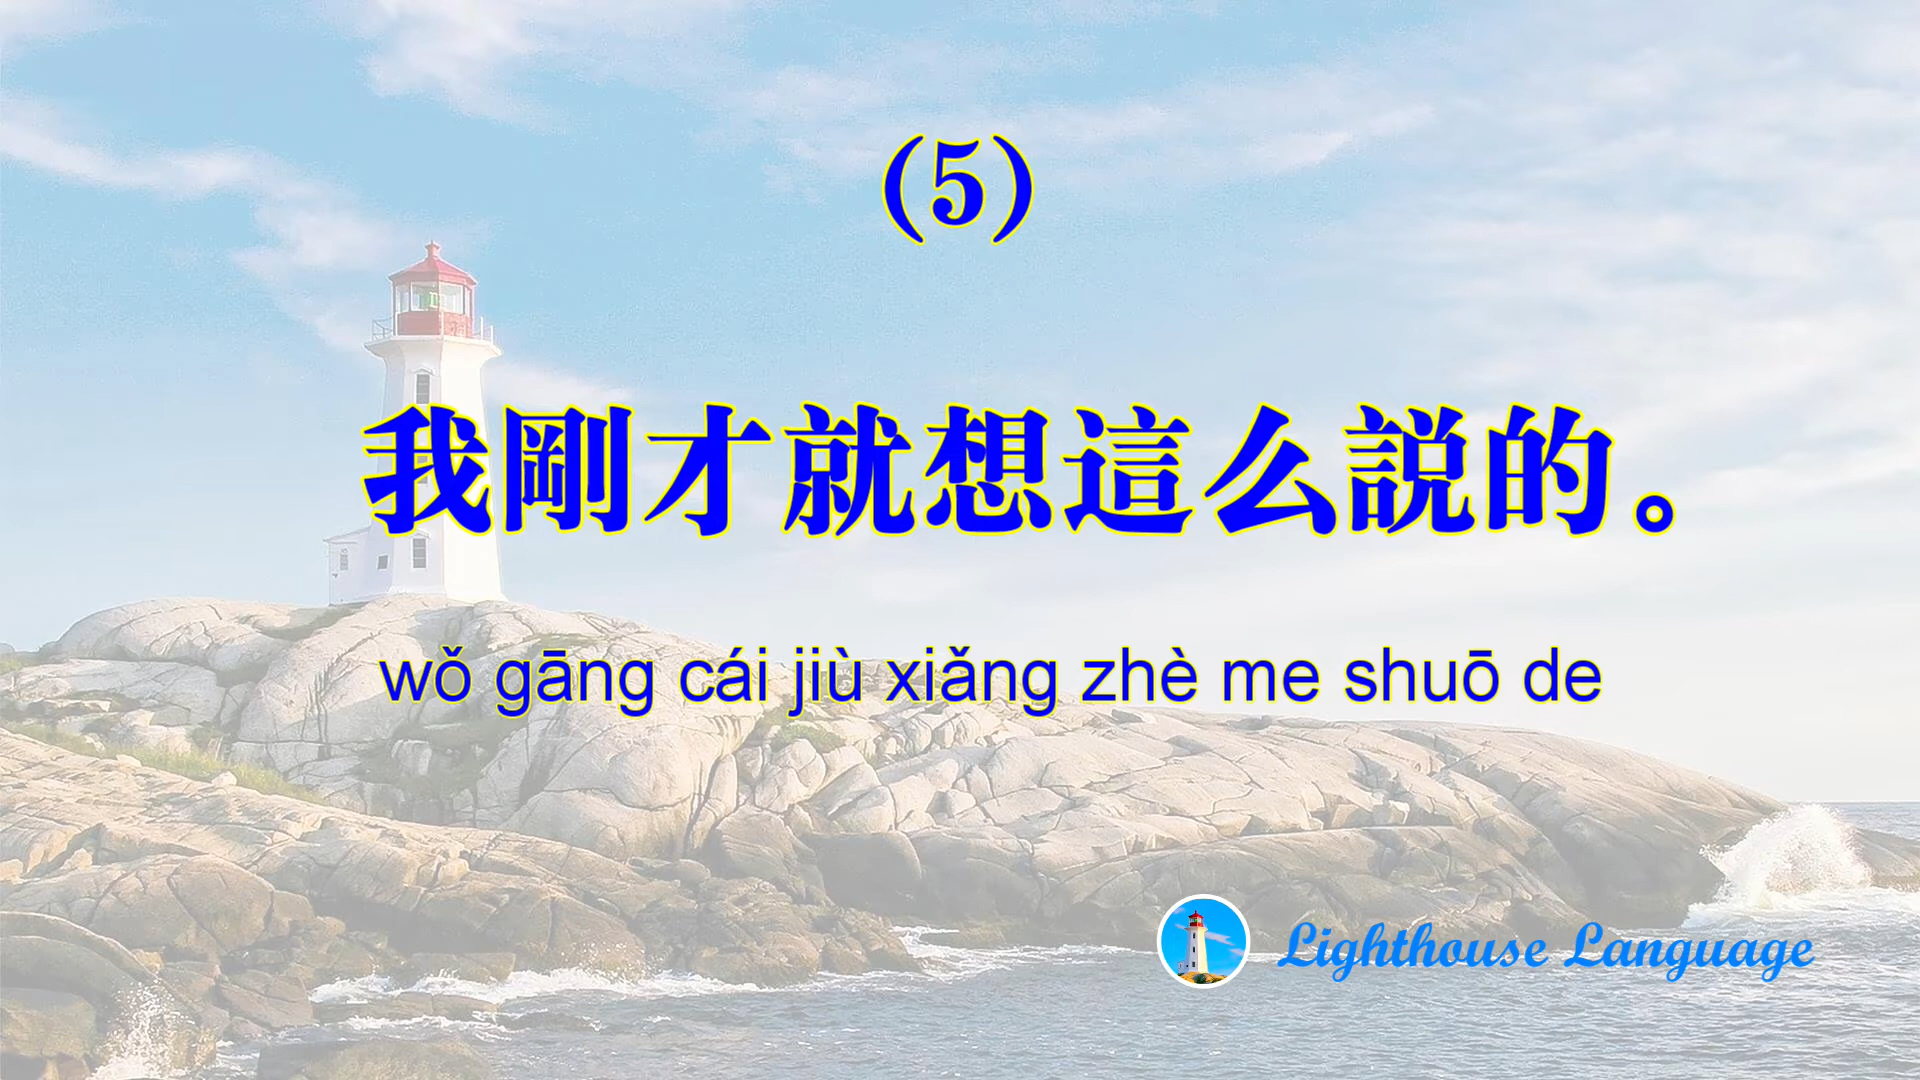 (5)
我剛才就想這么説的。
wǒ gāng cái jiù xiǎng zhè me shuō de
Lighthouse Language